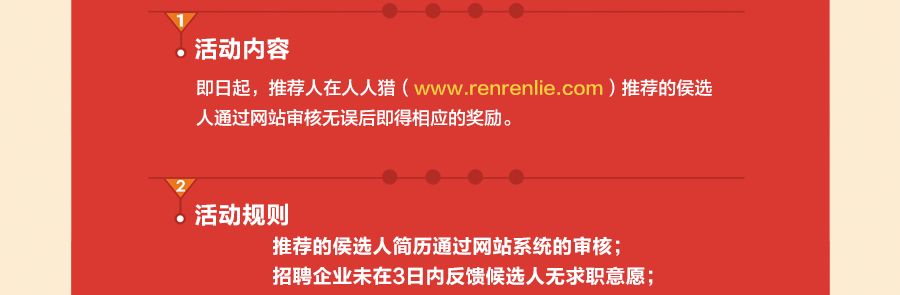 1
活动内容
即日起，推荐人在人人猎（www.renrenlie.com）推荐的侯选
人通过网站审核无误后即得相应的奖励。
2
活动规则
推荐的侯选人简历通过网站系统的审核；
招聘企业未在3日内反馈候选人无求职意愿；